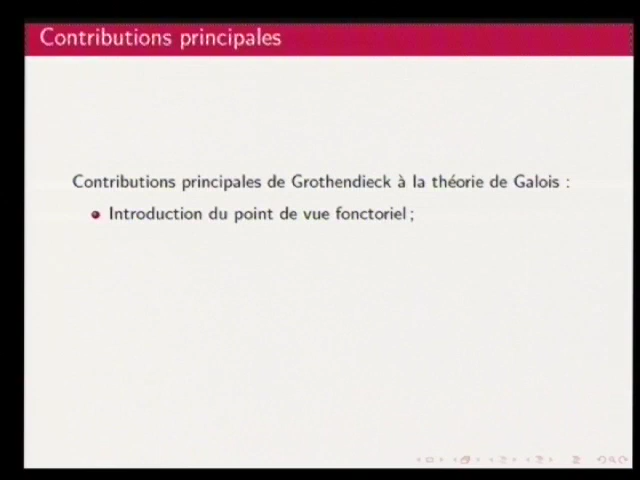 Contributions principales
Contributions principales de Grothendieck à la théorie de Galois :
Introduction du point de vue fonctoriel ;